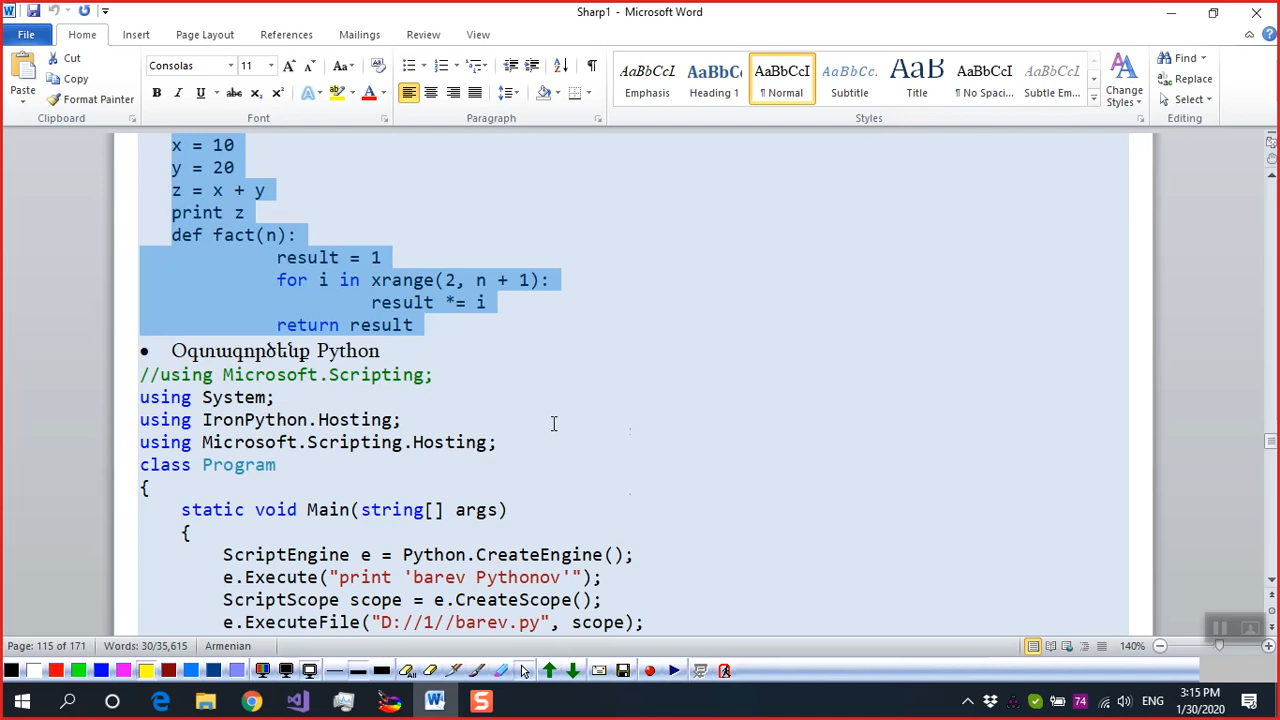 Sharp1 - Microsoft Word
File Home Insert Page Layout References Mailings Review View
Paste
Cut
Copy
Format Painter
Clipboard
Consolas 11
Font
Paragraph
AaBbCcI AaBbC AaBbCcI AaBbCc. AaB AaBbCcI AaBbCcI
Emphasis Heading 1 ¶ Normal Subtitle Title ¶ No Spaci... Subtle Em...
Styles
Change Styles
Find
Replace
Select
Editing
x = 10
y = 20
z = x + y
print z
def fact(n):
result = 1
for i in xrange(2, n + 1):
result *= i
return result
• Օգտագործենք Python
//using Microsoft.Scripting;
using System;
using IronPython.Hosting;
using Microsoft.Scripting.Hosting;
class Program
{
static void Main(string[] args)
{
ScriptEngine e = Python.CreateEngine();
e.Execute("print 'barev Pythonov'");
ScriptScope scope = e.CreateScope();
e.ExecuteFile("D://1//barev.py", scope);
Page: 115 of 171 Words: 30/35,615 Armenian 140%
74 ENG 3:15 PM
1/30/2020